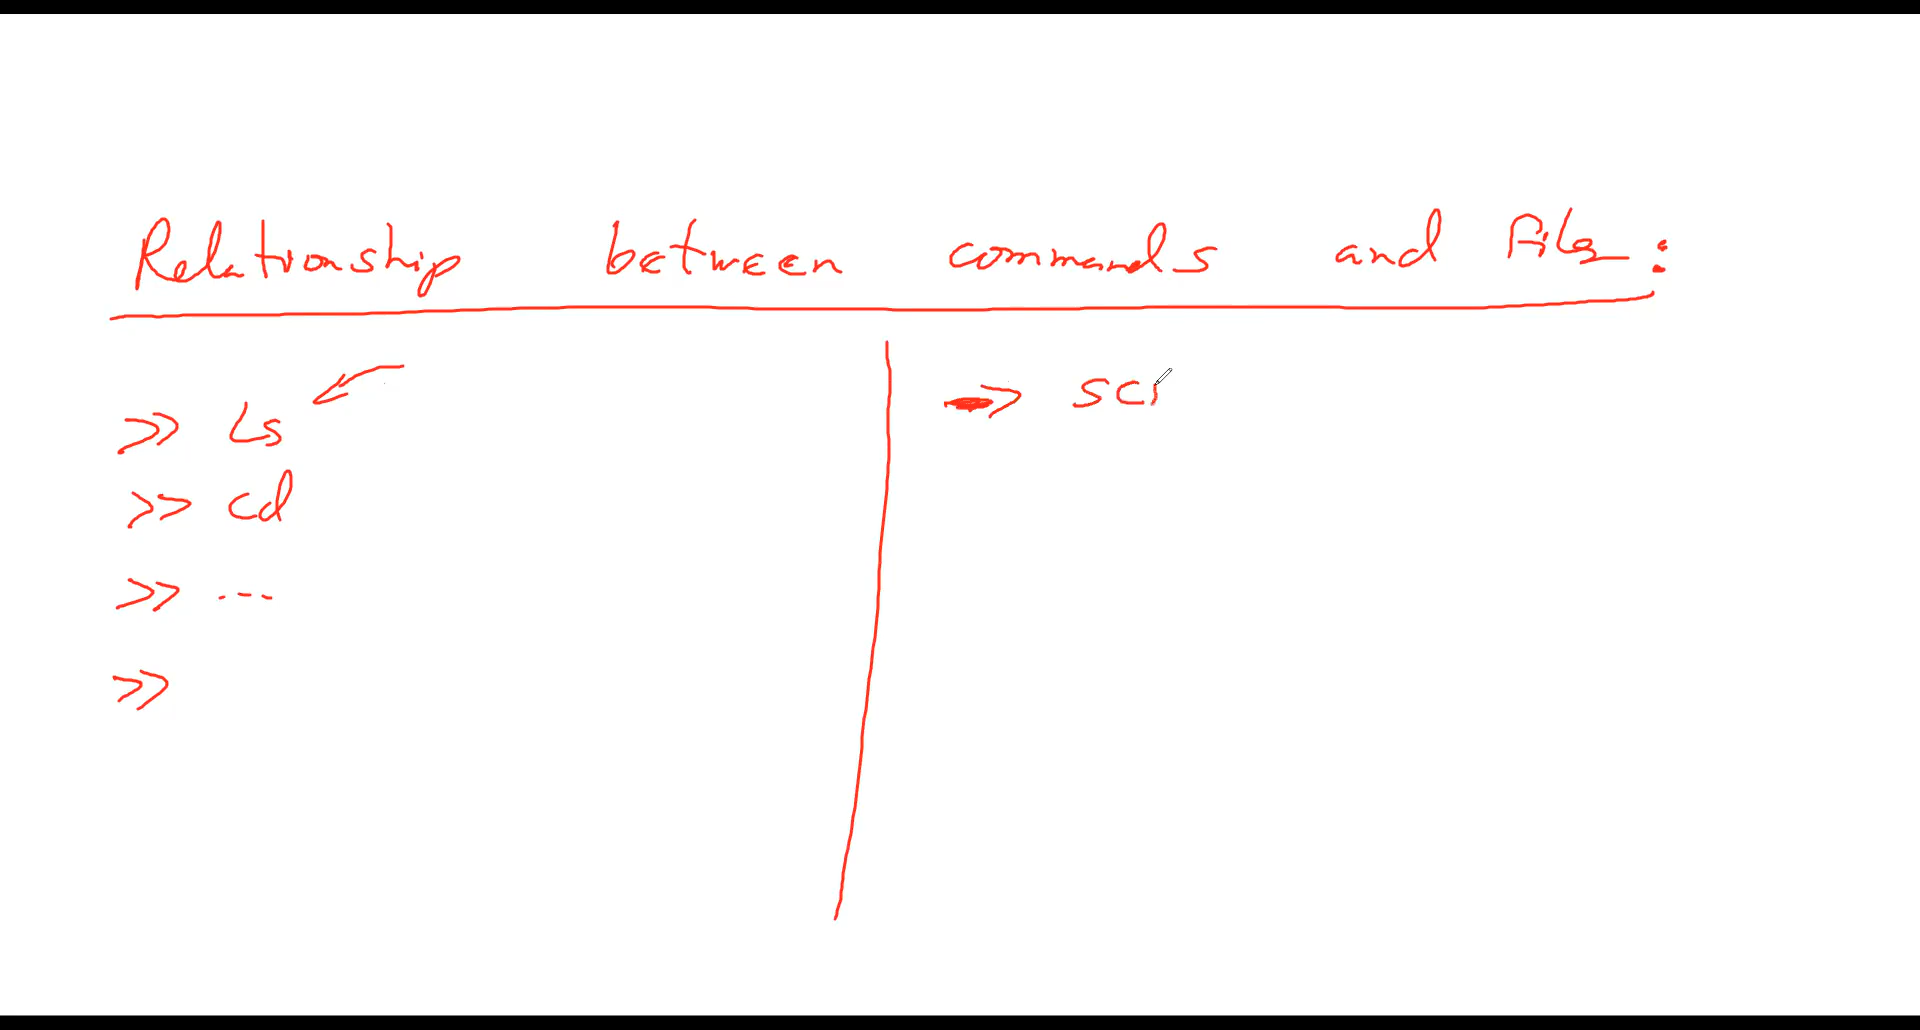 Relationship between commands and files:
>> Ls
>> cd
>> ...
>>
→ scr